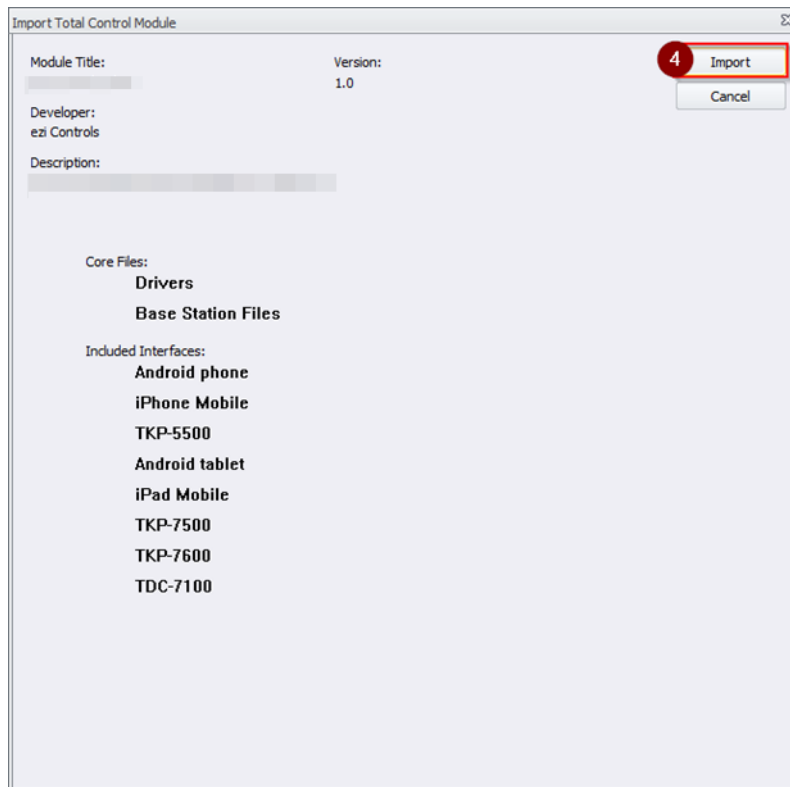 Import Total Control Module
Module Title:
Version:
4
Import
1.0
Cancel
Developer:
ezi Controls
Description:
Core Files:
Drivers
Base Station Files
Included Interfaces:
Android phone
iPhone Mobile
TKP-5500
Android tablet
iPad Mobile
TKP-7500
TKP-7600
TDC-7100